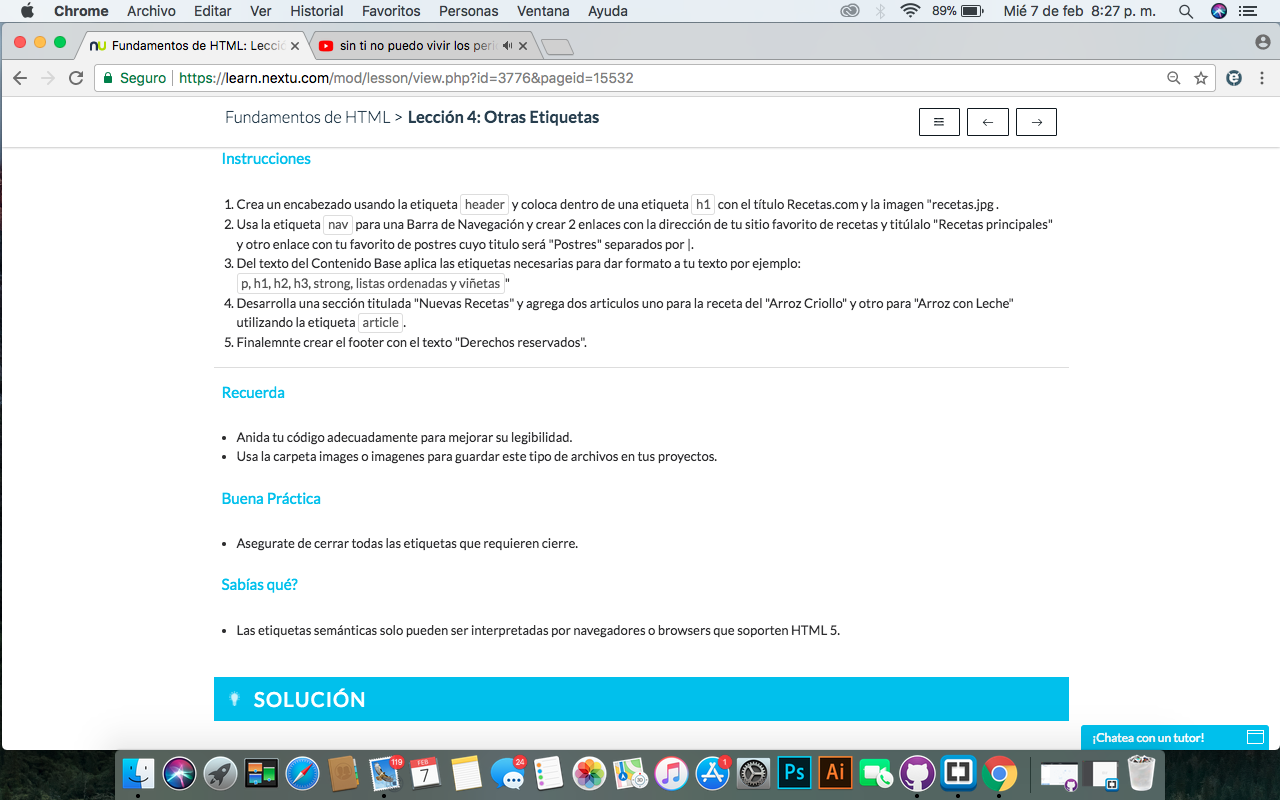 Chrome Archivo Editar Ver Historial Favoritos Personas Ventana Ayuda 89% Mié 7 de feb 8:27 p. m.
Fundamentos de HTML: Lecció sin ti no puedo vivir los peri
Seguro https://learn.nextu.com/mod/lesson/view.php?id=3776&pageid=15532
Fundamentos de HTML > Lección 4: Otras Etiquetas
Instrucciones
1. Crea un encabezado usando la etiqueta header y coloca dentro de una etiqueta h1 con el título Recetas.com y la imagen "recetas.jpg .
2. Usa la etiqueta nav para una Barra de Navegación y crear 2 enlaces con la dirección de tu sitio favorito de recetas y titúlalo "Recetas principales"
y otro enlace con tu favorito de postres cuyo titulo será "Postres" separados por |.
3. Del texto del Contenido Base aplica las etiquetas necesarias para dar formato a tu texto por ejemplo:
p, h1, h2, h3, strong, listas ordenadas y viñetas "
4. Desarrolla una sección titulada "Nuevas Recetas" y agrega dos articulos uno para la receta del "Arroz Criollo" y otro para "Arroz con Leche"
utilizando la etiqueta article .
5. Finalemnte crear el footer con el texto "Derechos reservados".
Recuerda
• Anida tu código adecuadamente para mejorar su legibilidad.
• Usa la carpeta images o imagenes para guardar este tipo de archivos en tus proyectos.
Buena Práctica
• Asegurate de cerrar todas las etiquetas que requieren cierre.
Sabías qué?
• Las etiquetas semánticas solo pueden ser interpretadas por navegadores o browsers que soporten HTML 5.
SOLUCIÓN
¡Chatea con un tutor!
119 FEB 7 24 1 Ps Ai